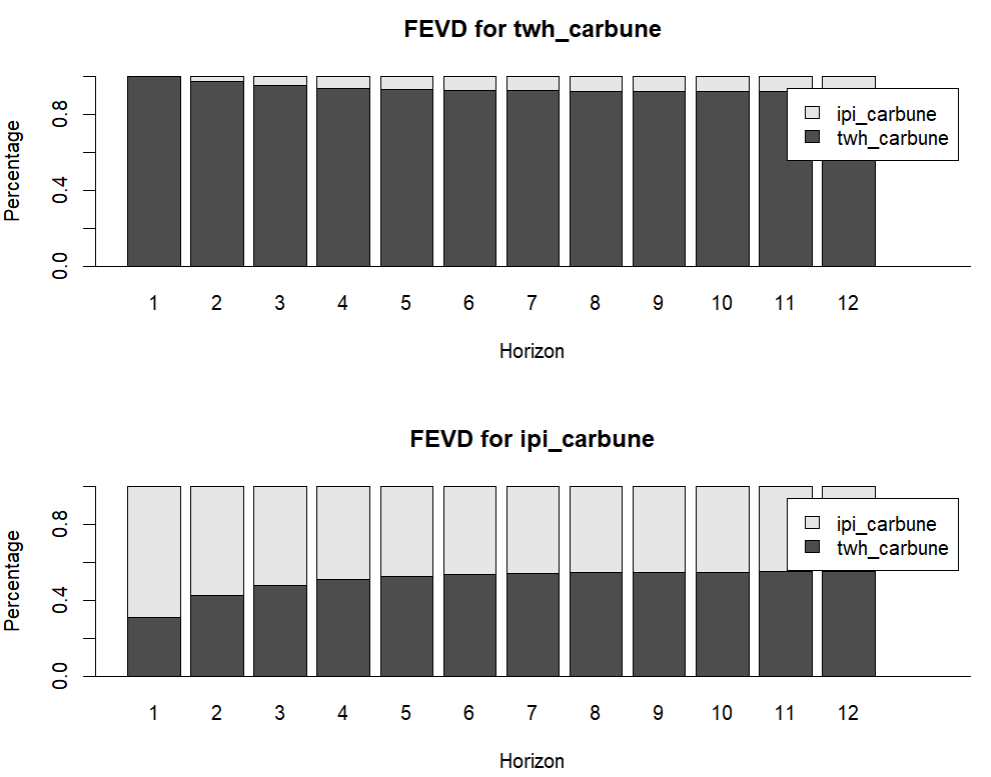 FEVD for twh_carbune
Percentage
0.0 0.4 0.8
ipi_carbune
twh_carbune
1 2 3 4 5 6 7 8 9 10 11 12
Horizon
FEVD for ipi_carbune
Percentage
0.0 0.4 0.8
ipi_carbune
twh_carbune
1 2 3 4 5 6 7 8 9 10 11 12
Horizon